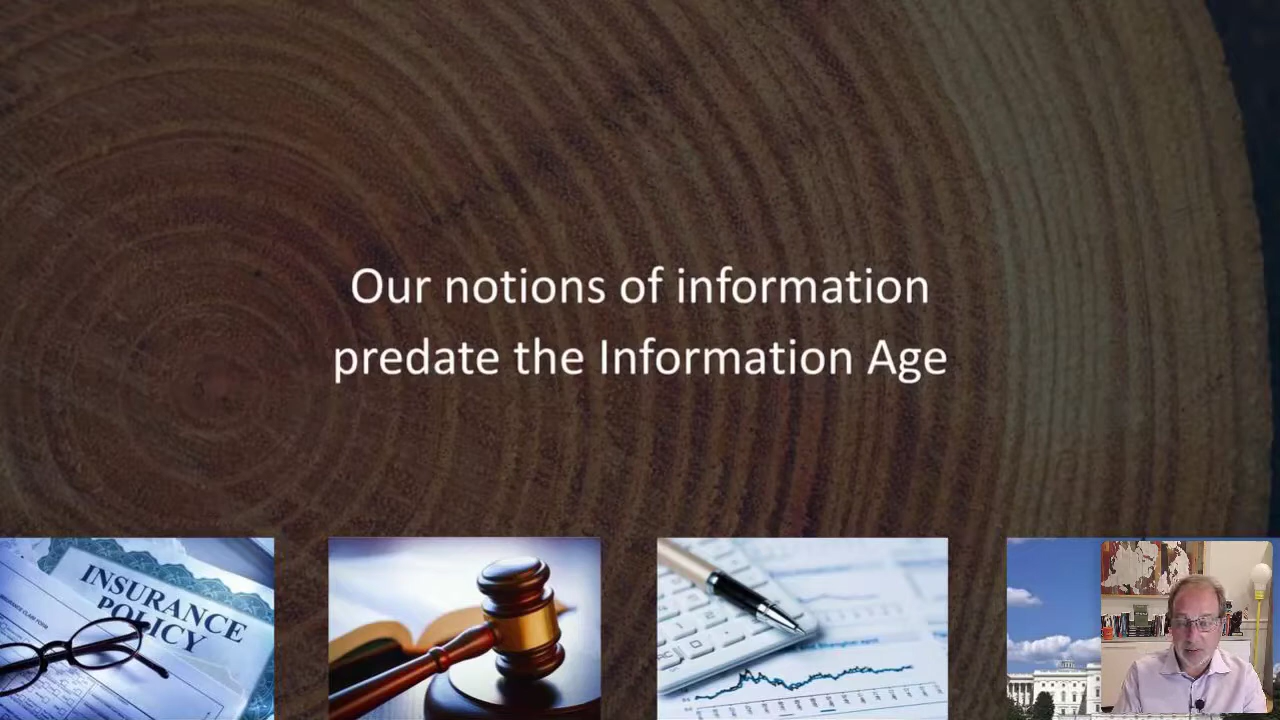 Our notions of information
predate the Information Age
INSURANCE
POLICY